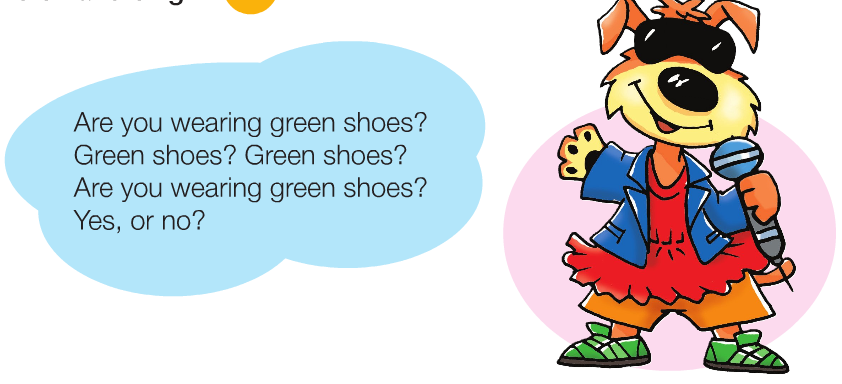 Are you wearing green shoes?
Green shoes? Green shoes?
Are you wearing green shoes?
Yes, or no?